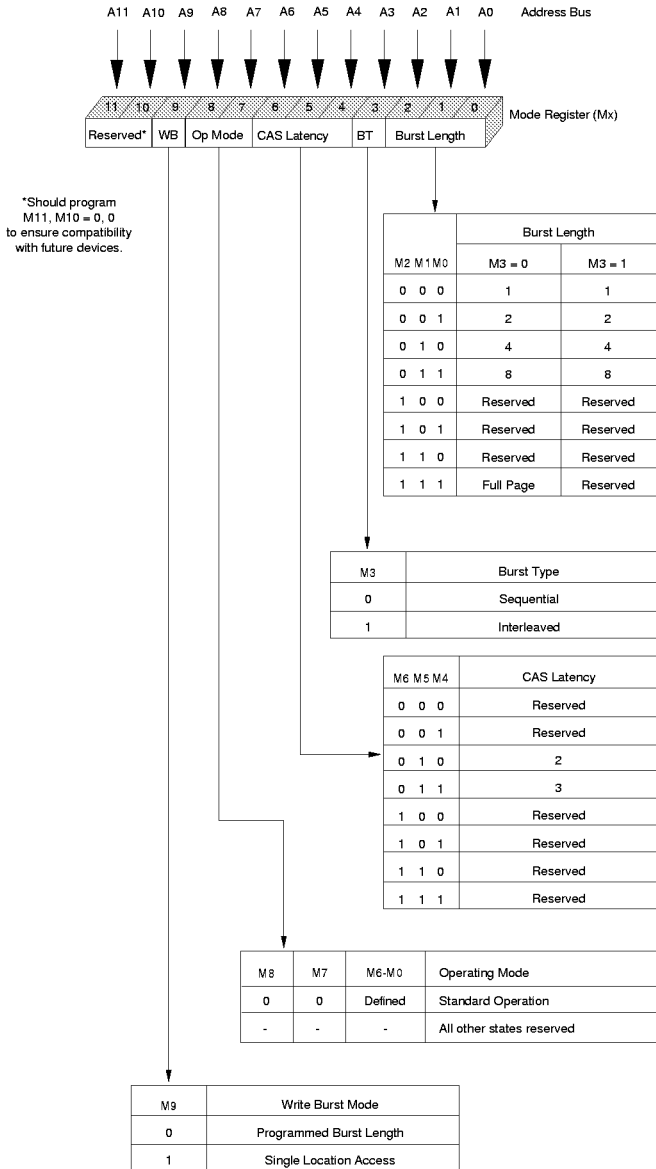 A11 A10 A9 A8 A7 A6 A5 A4 A3 A2 A1 A0 Address Bus
11 10 9 8 7 6 5 4 3 2 1 0
Mode Register (Mx)
Reserved* WB Op Mode CAS Latency BT Burst Length
*Should program
M11, M10 = 0, 0
to ensure compatibility
with future devices.
Burst Length
M2 M1 M0 M3 = 0 M3 = 1
0 0 0 1 1
0 0 1 2 2
0 1 0 4 4
0 1 1 8 8
1 0 0 Reserved Reserved
1 0 1 Reserved Reserved
1 1 0 Reserved Reserved
1 1 1 Full Page Reserved
M3 Burst Type
0 Sequential
1 Interleaved
M6 M5 M4 CAS Latency
0 0 0 Reserved
0 0 1 Reserved
0 1 0 2
0 1 1 3
1 0 0 Reserved
1 0 1 Reserved
1 1 0 Reserved
1 1 1 Reserved
M8 M7 M6-M0 Operating Mode
0 0 Defined Standard Operation
- - - All other states reserved
M9 Write Burst Mode
0 Programmed Burst Length
1 Single Location Access